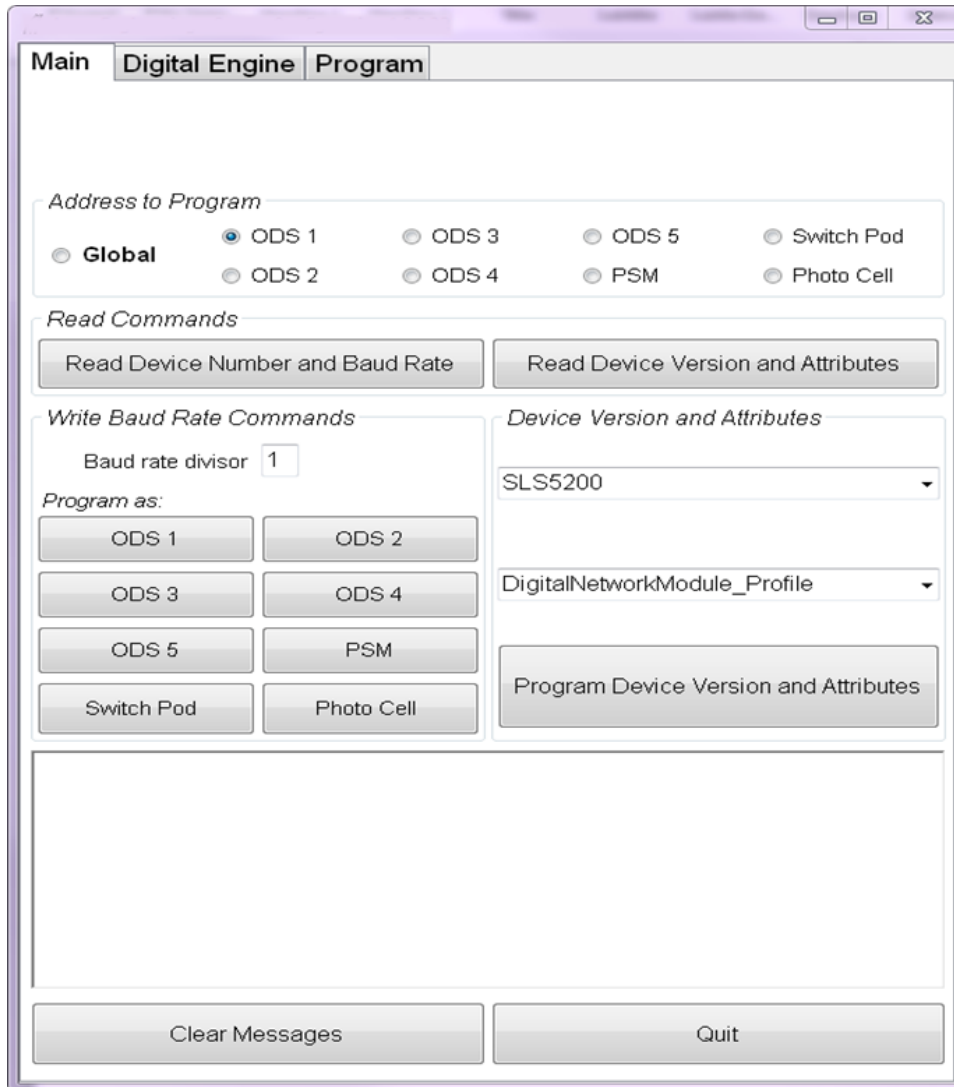 Main Digital Engine Program
Address to Program
Global
ODS 1 ODS 3 ODS 5 Switch Pod
ODS 2 ODS 4 PSM Photo Cell
Read Commands
Read Device Number and Baud Rate Read Device Version and Attributes
Write Baud Rate Commands Device Version and Attributes
Baud rate divisor 1
SLS5200
Program as:
ODS 1 ODS 2
ODS 3 ODS 4
DigitalNetworkModule_Profile
ODS 5 PSM
Program Device Version and Attributes
Switch Pod Photo Cell
Clear Messages Quit